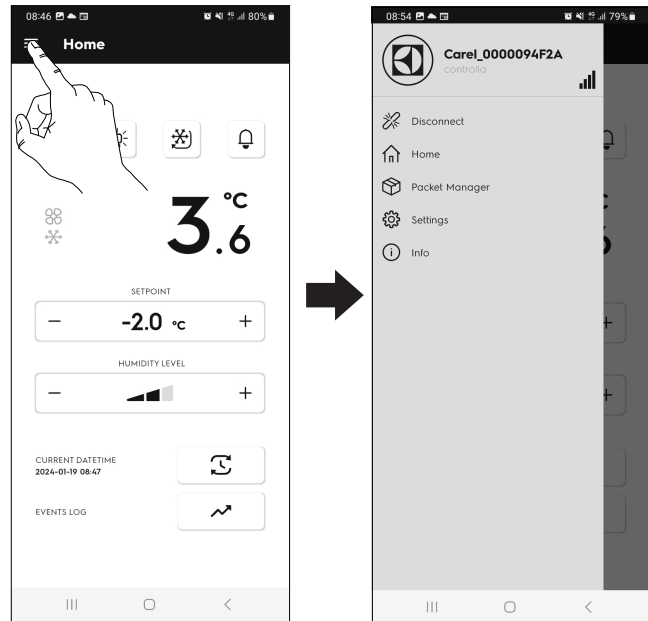 08:46 80%
Home
3.6 °C
SETPOINT
− -2.0 °C +
HUMIDITY LEVEL
− +
CURRENT DATETIME
2024-01-19 08:47
EVENTS LOG
08:54 79%
Carel_0000094F2A
controlla
Disconnect
Home
Packet Manager
Settings
Info